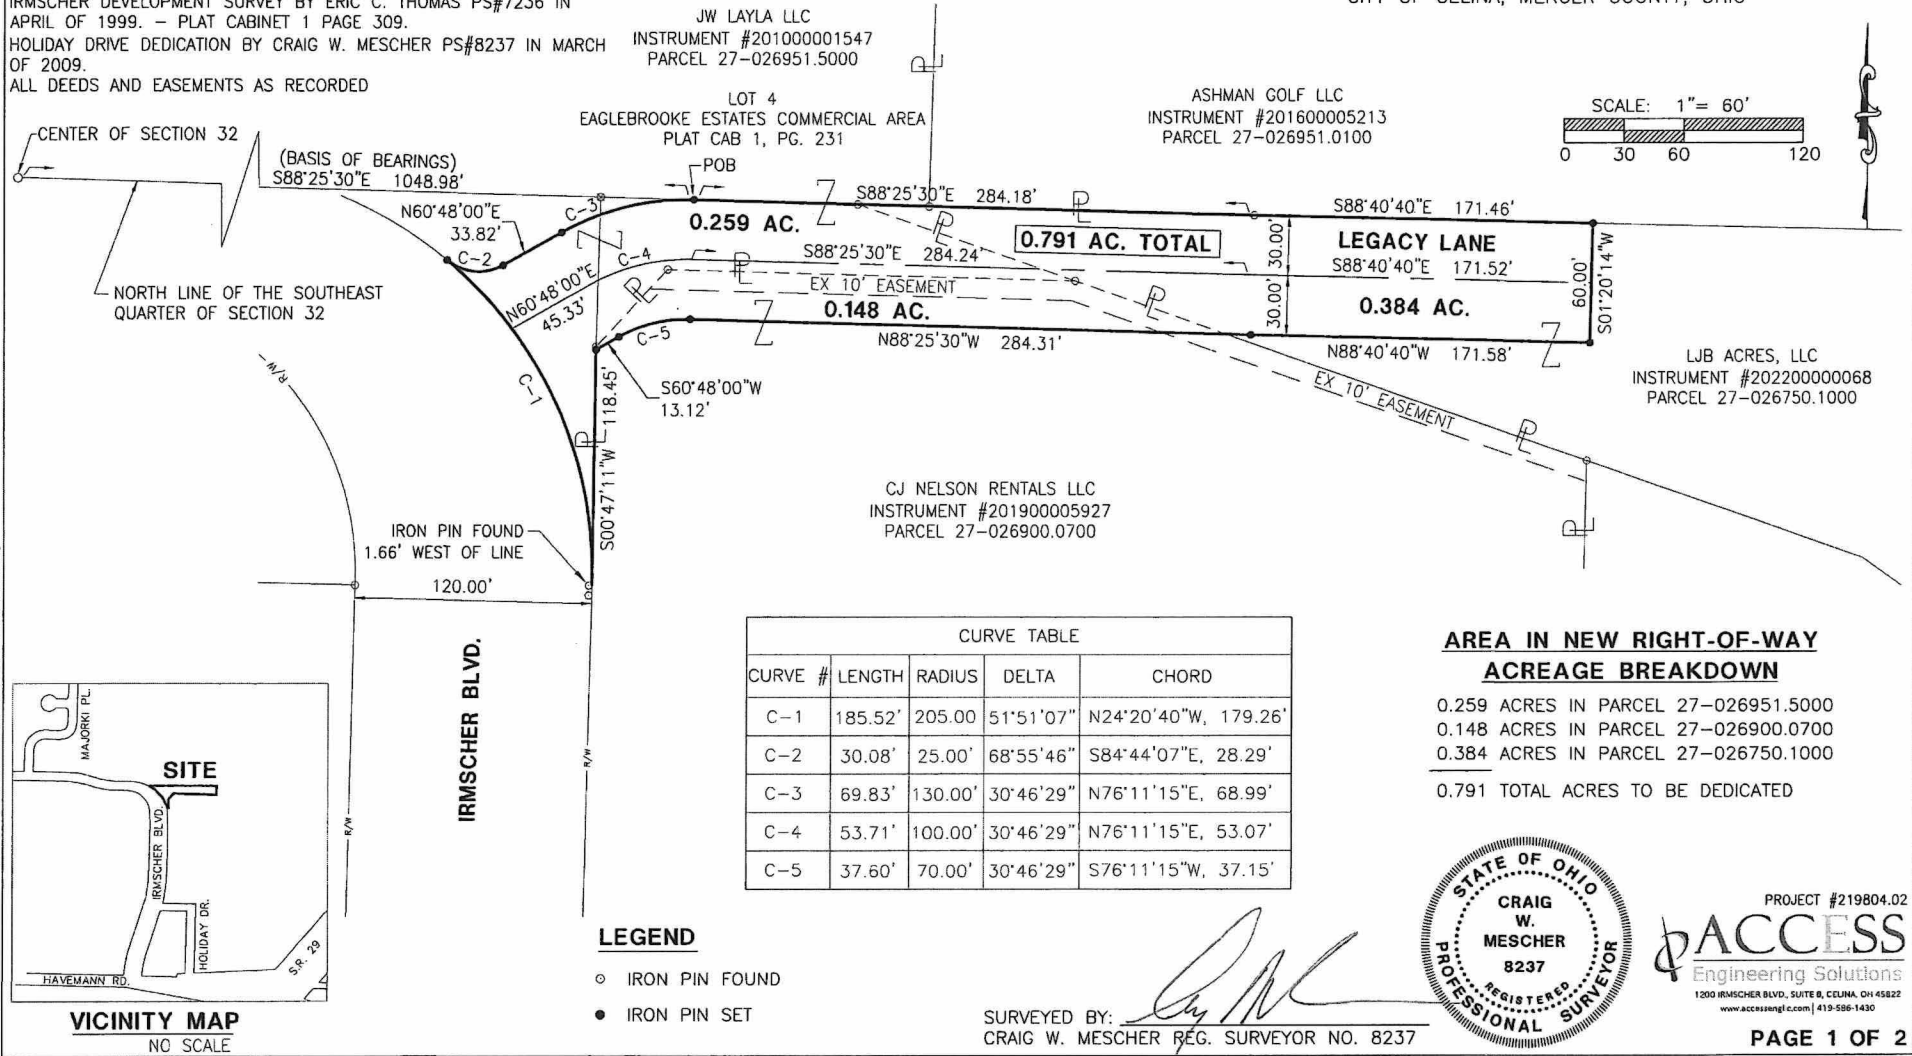 IRMSCHER DEVELOPMENT SURVEY BY ERIC C. THOMAS PS#7236 IN
APRIL OF 1999. – PLAT CABINET 1 PAGE 309.
HOLIDAY DRIVE DEDICATION BY CRAIG W. MESCHER PS#8237 IN MARCH
OF 2009.
ALL DEEDS AND EASEMENTS AS RECORDED
JW LAYLA LLC
INSTRUMENT #201000001547
PARCEL 27-026951.5000
CITY OF CELINA, MERCER COUNTY, OHIO
LOT 4
EAGLEBROOKE ESTATES COMMERCIAL AREA
PLAT CAB 1, PG. 231
ASHMAN GOLF LLC
INSTRUMENT #201600005213
PARCEL 27-026951.0100
SCALE: 1"= 60'
0 30 60 120
CENTER OF SECTION 32
(BASIS OF BEARINGS)
S88°25'30"E 1048.98'
POB
N60°48'00"E
33.82'
C-3
C-2
S88°25'30"E 284.18'
PL
S88°40'40"E 171.46'
0.259 AC.
0.791 AC. TOTAL
LEGACY LANE
30.00'
S88°25'30"E 284.24'
S88°40'40"E 171.52'
60.00'
S01°20'14"W
C-4
N60°48'00"E
45.33'
EX 10' EASEMENT
0.148 AC.
30.00'
0.384 AC.
NORTH LINE OF THE SOUTHEAST
QUARTER OF SECTION 32
C-5
N88°25'30"W 284.31'
N88°40'40"W 171.58'
S60°48'00"W
13.12'
C-1
118.45'
S00°47'11"W
R/W
EX 10' EASEMENT
LJB ACRES, LLC
INSTRUMENT #202200000068
PARCEL 27-026750.1000
CJ NELSON RENTALS LLC
INSTRUMENT #201900005927
PARCEL 27-026900.0700
IRON PIN FOUND
1.66' WEST OF LINE
120.00'
IRMSCHER BLVD.
R/W
R/W
CURVE TABLE
CURVE # LENGTH RADIUS DELTA CHORD
C-1 185.52' 205.00 51°51'07" N24°20'40"W, 179.26'
C-2 30.08' 25.00' 68°55'46" S84°44'07"E, 28.29'
C-3 69.83' 130.00' 30°46'29" N76°11'15"E, 68.99'
C-4 53.71' 100.00' 30°46'29" N76°11'15"E, 53.07'
C-5 37.60' 70.00' 30°46'29" S76°11'15"W, 37.15'
AREA IN NEW RIGHT-OF-WAY
ACREAGE BREAKDOWN
0.259 ACRES IN PARCEL 27-026951.5000
0.148 ACRES IN PARCEL 27-026900.0700
0.384 ACRES IN PARCEL 27-026750.1000
0.791 TOTAL ACRES TO BE DEDICATED
MAJORKI PL.
SITE
IRMSCHER BLVD.
HOLIDAY DR.
S.R. 29
HAVEMANN RD.
VICINITY MAP
NO SCALE
LEGEND
IRON PIN FOUND
IRON PIN SET
SURVEYED BY:
CRAIG W. MESCHER REG. SURVEYOR NO. 8237
STATE OF OHIO
CRAIG
W.
MESCHER
8237
REGISTERED
PROFESSIONAL SURVEYOR
PROJECT #219804.02
ACCESS
Engineering Solutions
1200 IRMSCHER BLVD., SUITE B, CELINA, OH 45822
www.accessengllc.com | 419-586-1430
PAGE 1 OF 2